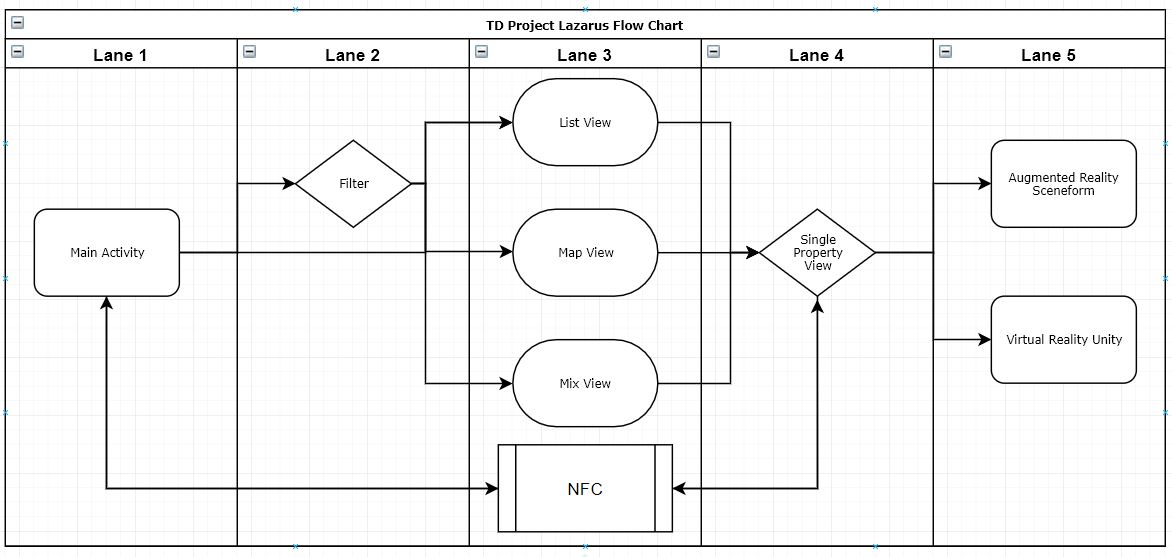 TD Project Lazarus Flow Chart
Lane 1
Lane 2
Lane 3
Lane 4
Lane 5
Main Activity
Filter
List View
Map View
Mix View
NFC
Single
Property
View
Augmented Reality
Sceneform
Virtual Reality Unity